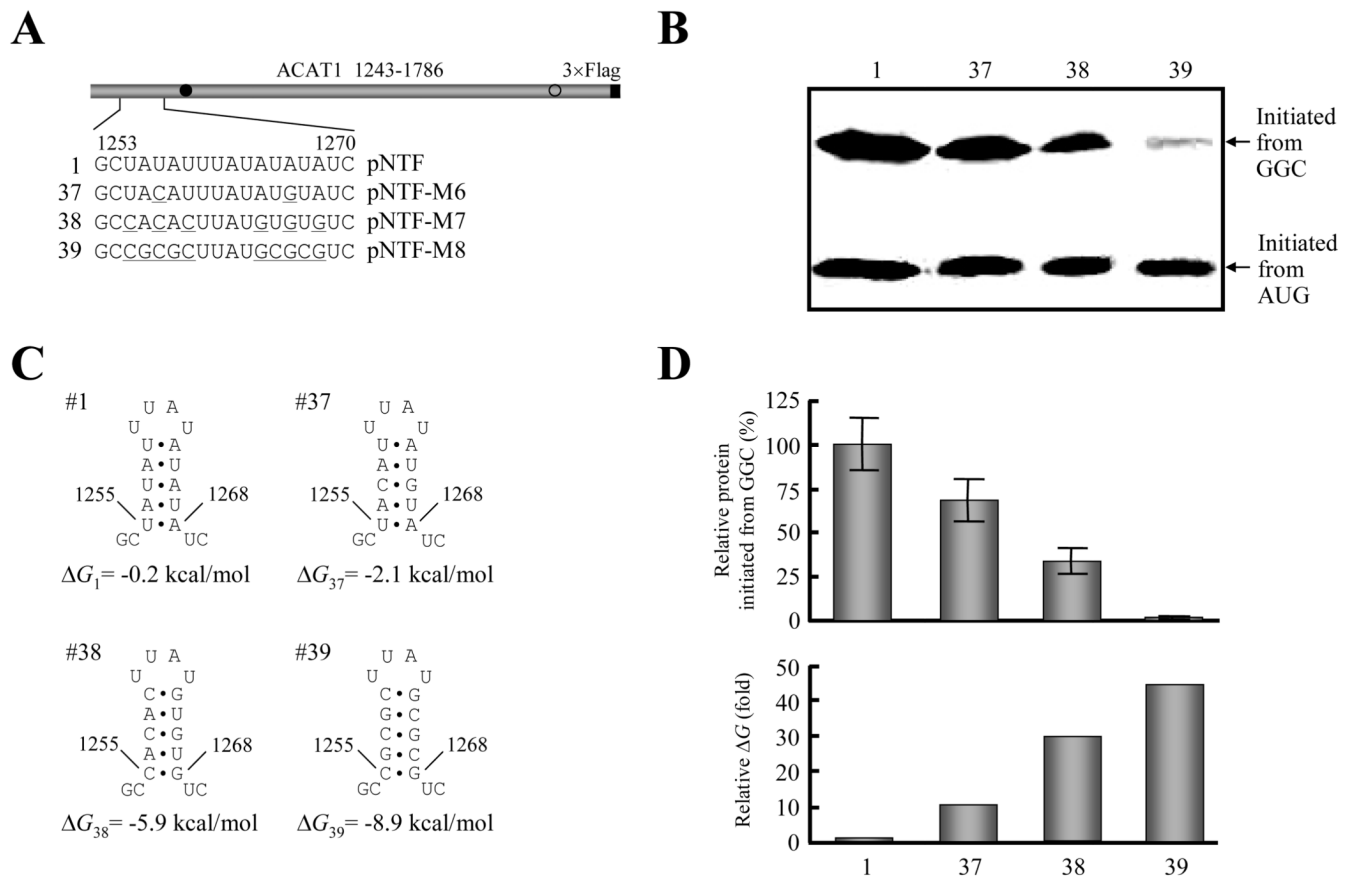 A
ACAT1 1243-1786
3×Flag
1253 1270
1 GCUAUAUUUAUAUAUAUC pNTF
37 GCUACAUUUAUAUGUAUC pNTF-M6
38 GCCACACUUAUGUGUGUC pNTF-M7
39 GCCGCGCUUAUGCGCGUC pNTF-M8
B
1 37 38 39
Initiated
from
GGC
Initiated
from
AUG
C
#1
U A
U U
U A
A U
U A
A U
U A
1255 1268
GC UC
ΔG1= -0.2 kcal/mol
#37
U A
U U
U A
A U
C G
A U
U A
1255 1268
GC UC
ΔG37= -2.1 kcal/mol
#38
U A
U U
C G
A U
C G
A U
C G
1255 1268
GC UC
ΔG38= -5.9 kcal/mol
#39
U A
U U
C G
G C
C G
G C
C G
1255 1268
GC UC
ΔG39= -8.9 kcal/mol
D
Relative protein
initiated from GGC (%)
125
100
75
50
25
0
Relative ΔG (fold)
50
40
30
20
10
0
1 37 38 39